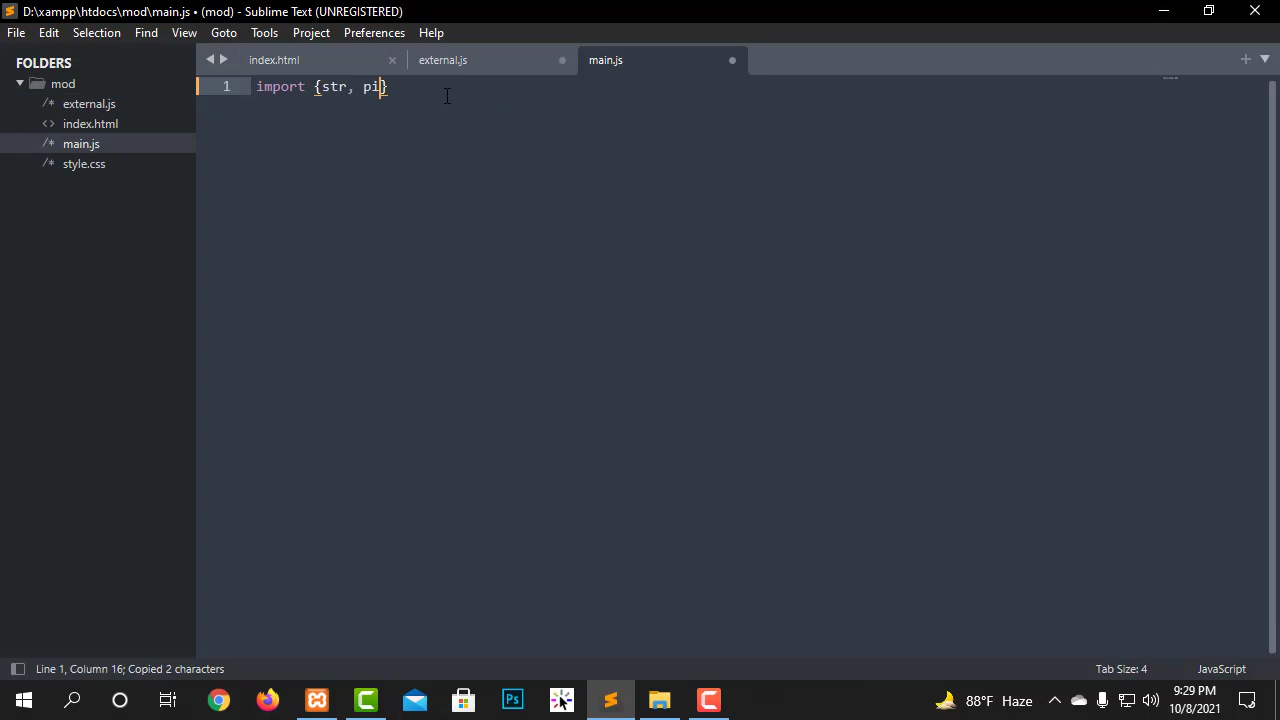 D:\xampp\htdocs\mod\main.js • (mod) - Sublime Text (UNREGISTERED)
File Edit Selection Find View Goto Tools Project Preferences Help
FOLDERS
mod
external.js
index.html
main.js
style.css
index.html external.js main.js
1 import {str, pi}
Line 1, Column 16; Copied 2 characters
Tab Size: 4 JavaScript
88°F Haze
9:29 PM
10/8/2021